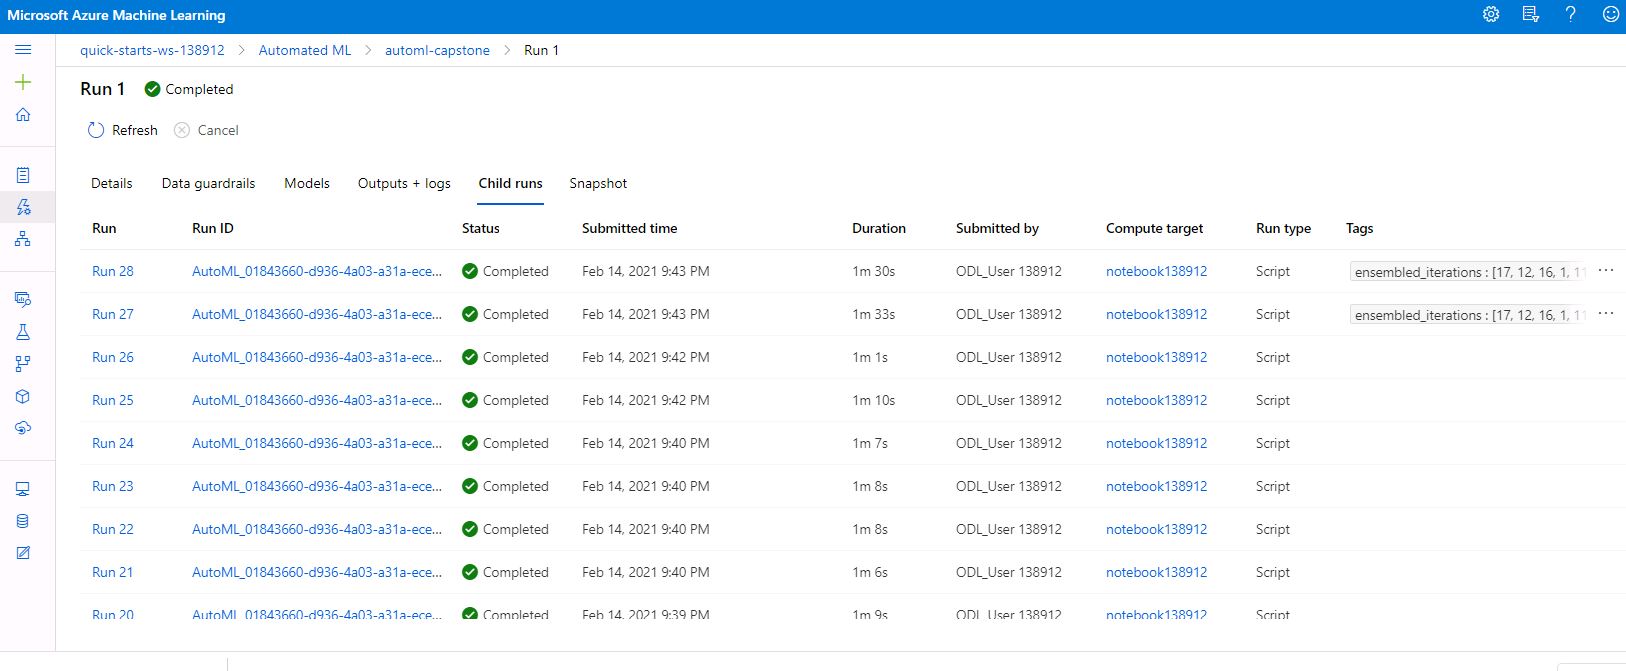 Microsoft Azure Machine Learning
quick-starts-ws-138912 > Automated ML > automl-capstone > Run 1
Run 1 Completed
Refresh Cancel
Details Data guardrails Models Outputs + logs Child runs Snapshot
Run Run ID Status Submitted time Duration Submitted by Compute target Run type Tags
Run 28 AutoML_01843660-d936-4a03-a31a-ece... Completed Feb 14, 2021 9:43 PM 1m 30s ODL_User 138912 notebook138912 Script ensembled_iterations : [17, 12, 16, 1, 11 ...
Run 27 AutoML_01843660-d936-4a03-a31a-ece... Completed Feb 14, 2021 9:43 PM 1m 33s ODL_User 138912 notebook138912 Script ensembled_iterations : [17, 12, 16, 1, 11 ...
Run 26 AutoML_01843660-d936-4a03-a31a-ece... Completed Feb 14, 2021 9:42 PM 1m 1s ODL_User 138912 notebook138912 Script
Run 25 AutoML_01843660-d936-4a03-a31a-ece... Completed Feb 14, 2021 9:42 PM 1m 10s ODL_User 138912 notebook138912 Script
Run 24 AutoML_01843660-d936-4a03-a31a-ece... Completed Feb 14, 2021 9:40 PM 1m 7s ODL_User 138912 notebook138912 Script
Run 23 AutoML_01843660-d936-4a03-a31a-ece... Completed Feb 14, 2021 9:40 PM 1m 8s ODL_User 138912 notebook138912 Script
Run 22 AutoML_01843660-d936-4a03-a31a-ece... Completed Feb 14, 2021 9:40 PM 1m 8s ODL_User 138912 notebook138912 Script
Run 21 AutoML_01843660-d936-4a03-a31a-ece... Completed Feb 14, 2021 9:40 PM 1m 6s ODL_User 138912 notebook138912 Script
Run 20 AutoML_01843660-d936-4a03-a31a-ece... Completed Feb 14, 2021 9:39 PM 1m 9s ODL_User 138912 notebook138912 Script